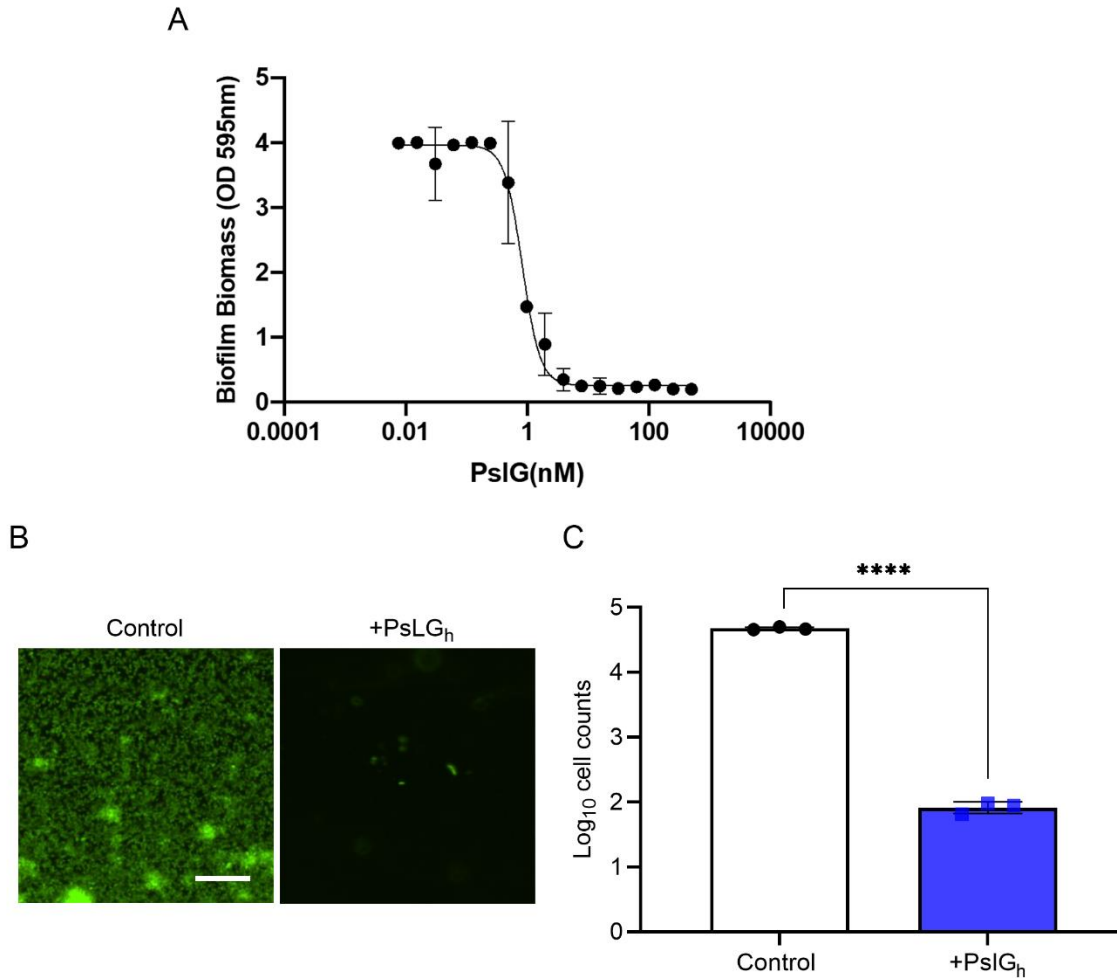 A
Biofilm Biomass (OD 595nm)
5
4
3
2
1
0
0.0001 0.01 1 100 10000
PslG(nM)
B
Control +PsLGh
C
****
Log10 cell counts
5
4
3
2
1
0
Control +PslGh